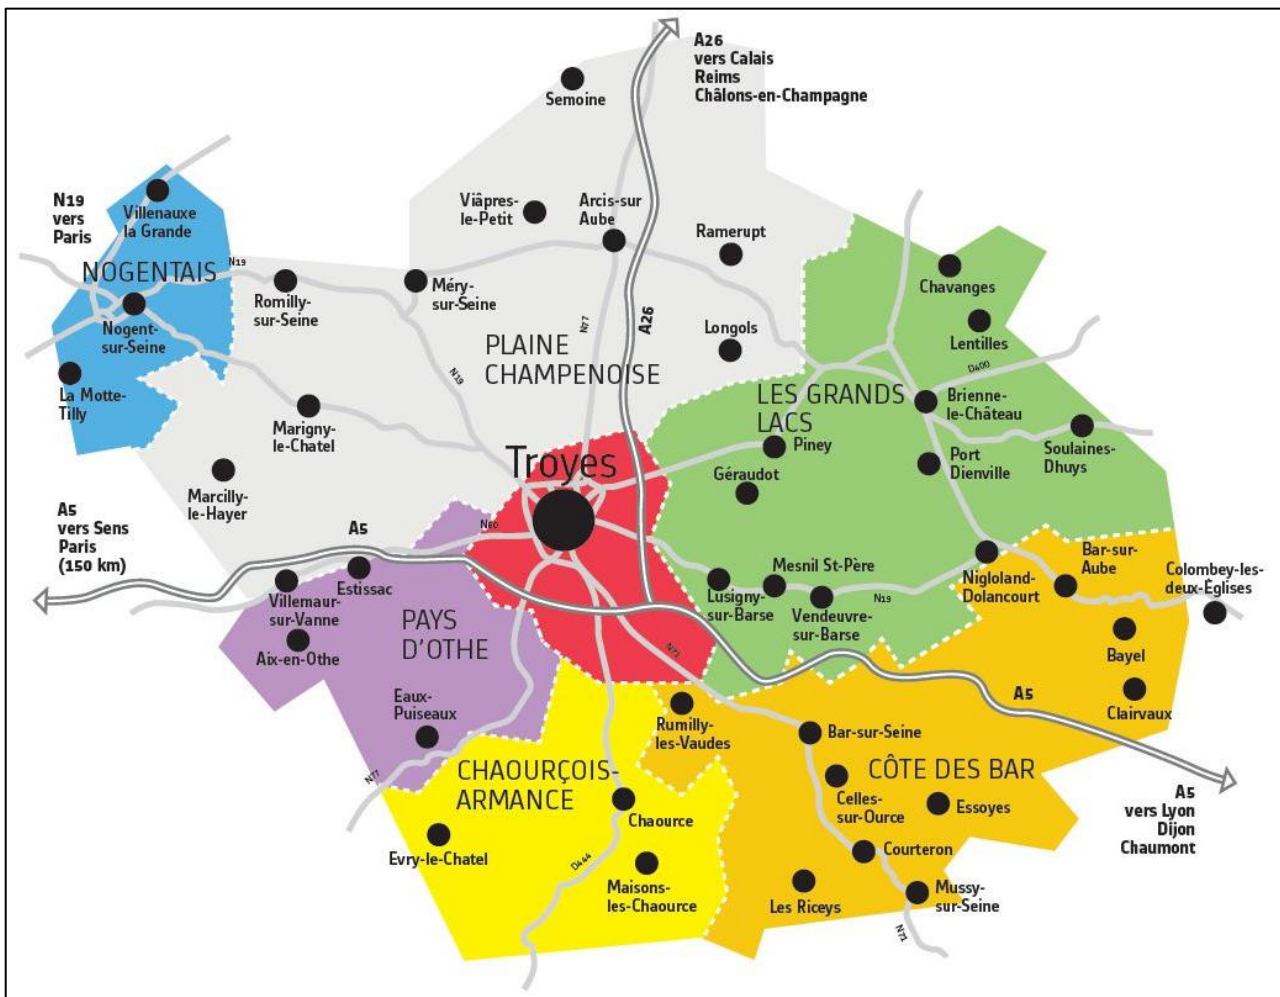 A26
vers Calais
Reims
Châlons-en-Champagne
Semoine
N19
vers
Paris
Villenauxe
la Grande
Viâpres-
le-Petit
Arcis-sur
Aube
Ramerupt
NOGENTAIS
N19
Romilly-
sur-Seine
Méry-
sur-Seine
Chavanges
Nogent-
sur-Seine
N77
A26
Longols
Lentilles
PLAINE
CHAMPENOISE
N19
D400
La Motte-
Tilly
LES GRANDS
LACS
Brienne-
le-Château
Marigny-
le-Chatel
Troyes
Piney
Port
Dienville
Soulaines-
Dhuys
Géraudot
Marcilly-
le-Hayer
A5
vers Sens
Paris
(150 km)
A5
N60
Estissac
Mesnil St-Père
Nigloland-
Dolancourt
Bar-sur-
Aube
Colombey-les-
deux-Églises
Villemaur-
sur-Vanne
Lusigny-
sur-Barse
Vendeuvre-
sur-Barse
N19
PAYS
D'OTHE
Aix-en-Othe
N71
Bayel
Eaux-
Puiseaux
A5
Clairvaux
Rumilly-
les-Vaudes
Bar-sur-Seine
N77
CHAOURÇOIS-
ARMANCE
CÔTE DES BAR
Celles-
sur-Ource
Essoyes
A5
vers Lyon
Dijon
Chaumont
Chaource
Evry-le-Chatel
D444
Courteron
Maisons-
les-Chaource
Les Riceys
Mussy-
sur-Seine
N71